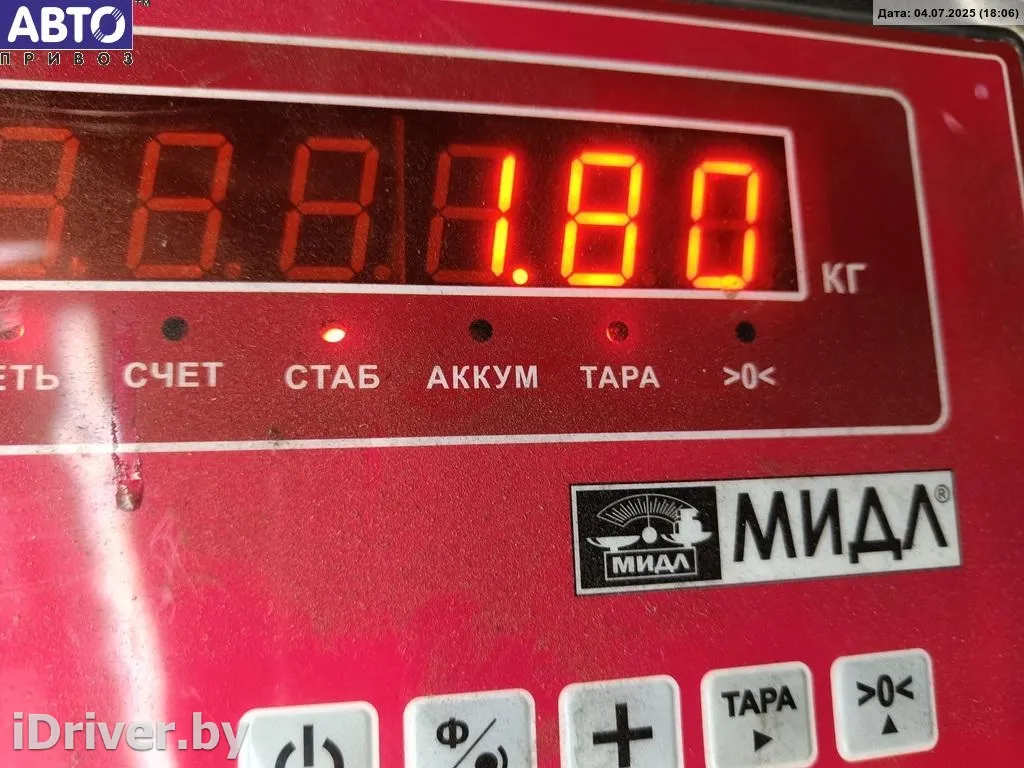 АВТО
ПРИВОЗ
Дата: 04.07.2025 (18:06)
1.80
КГ
ЕТЬ СЧЕТ СТАБ АККУМ ТАРА >0<
МИДЛ
МИДЛ®
Ф
+
ТАРА
>0<
iDriver.by